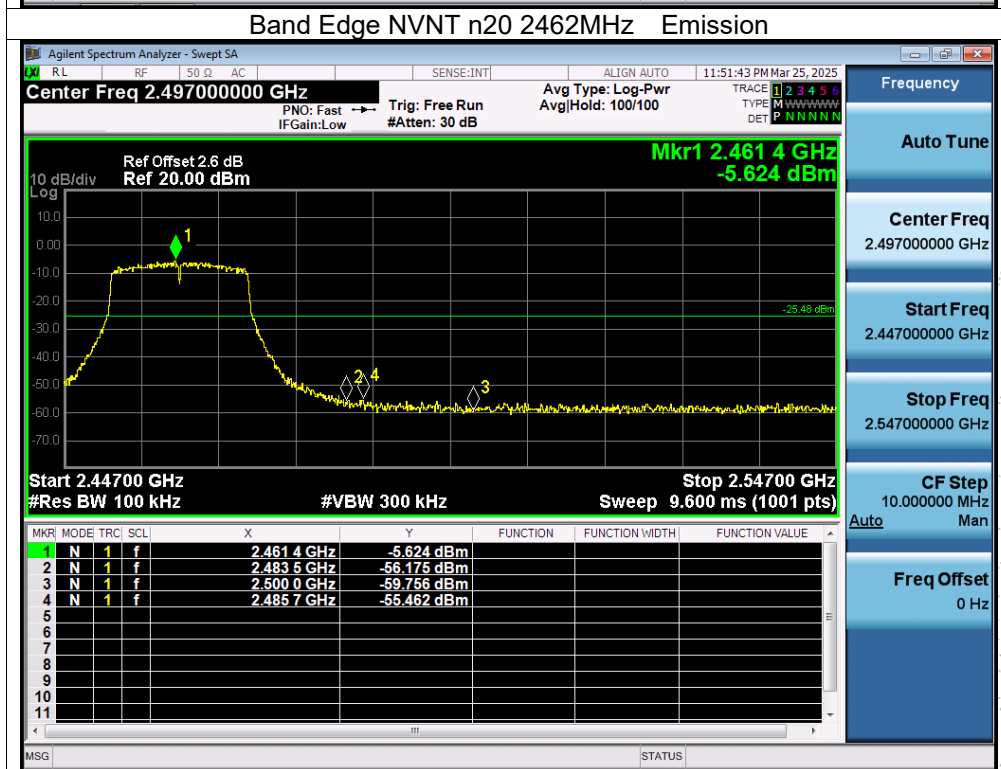 Band Edge NVNT n20 2462MHz Emission
Agilent Spectrum Analyzer - Swept SA
LXI RL RF 50 Ω AC SENSE:INT ALIGN AUTO 11:51:43 PM Mar 25, 2025
Center Freq 2.497000000 GHz
PNO: Fast
IFGain:Low
Trig: Free Run
#Atten: 30 dB
Avg Type: Log-Pwr
Avg|Hold: 100/100
TRACE 1 2 3 4 5 6
TYPE M WWWWW
DET P N N N N N
Ref Offset 2.6 dB
Ref 20.00 dBm
10 dB/div
Log
Mkr1 2.461 4 GHz
-5.624 dBm
10.0
0.00
-10.0
-20.0
-30.0
-40.0
-50.0
-60.0
-70.0
1
2
4
3
-25.48 dBm
Start 2.44700 GHz
Stop 2.54700 GHz
#Res BW 100 kHz
#VBW 300 kHz
Sweep 9.600 ms (1001 pts)
MKR MODE TRC SCL X Y FUNCTION FUNCTION WIDTH FUNCTION VALUE
1 N 1 f 2.461 4 GHz -5.624 dBm
2 N 1 f 2.483 5 GHz -56.175 dBm
3 N 1 f 2.500 0 GHz -59.756 dBm
4 N 1 f 2.485 7 GHz -55.462 dBm
5
6
7
8
9
10
11
MSG
STATUS
Frequency
Auto Tune
Center Freq
2.497000000 GHz
Start Freq
2.447000000 GHz
Stop Freq
2.547000000 GHz
CF Step
10.000000 MHz
Auto Man
Freq Offset
0 Hz